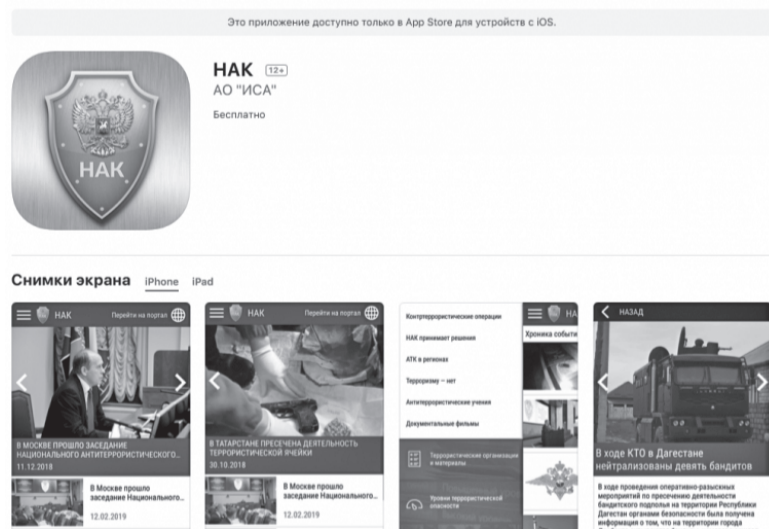 Это приложение доступно только в App Store для устройств с iOS.
НАК 12+
АО "ИСА"
Бесплатно
НАК
Снимки экрана iPhone iPad
НАК Перейти на портал
В МОСКВЕ ПРОШЛО ЗАСЕДАНИЕ
НАЦИОНАЛЬНОГО АНТИТЕРРОРИСТИЧЕСКОГО...
11.12.2018
В Москве прошло
заседание Национального...
12.02.2019
НАК Перейти на портал
В ТАТАРСТАНЕ ПРЕСЕЧЕНА ДЕЯТЕЛЬНОСТЬ
ТЕРРОРИСТИЧЕСКОЙ ЯЧЕЙКИ
30.10.2018
В Москве прошло
заседание Национального...
12.02.2019
Контртеррористические операции
НАК принимает решения
АТК в регионах
Терроризму – нет
Антитеррористические учения
Документальные фильмы
Террористические организации
и материалы
Уровни террористической
опасности
НА
Хроника событи
НАЗАД
В ходе КТО в Дагестане
нейтрализованы девять бандитов
В ходе проведения оперативно-разыскных
мероприятий по пресечению деятельности
бандитского подполья на территории Республики
Дагестан органами безопасности была получена
информация о том, что на территории города